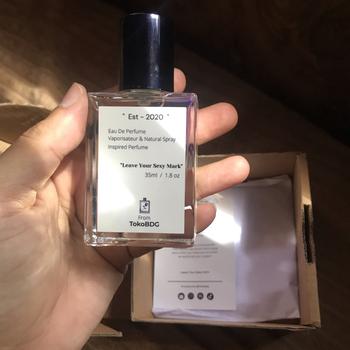 " Est - 2020 "
Eau De Perfume
Vaporisateur & Natural Spray
Inspired Perfume
"Leave Your Sexy Mark"
35ml / 1.8 oz
From
TokoBDG